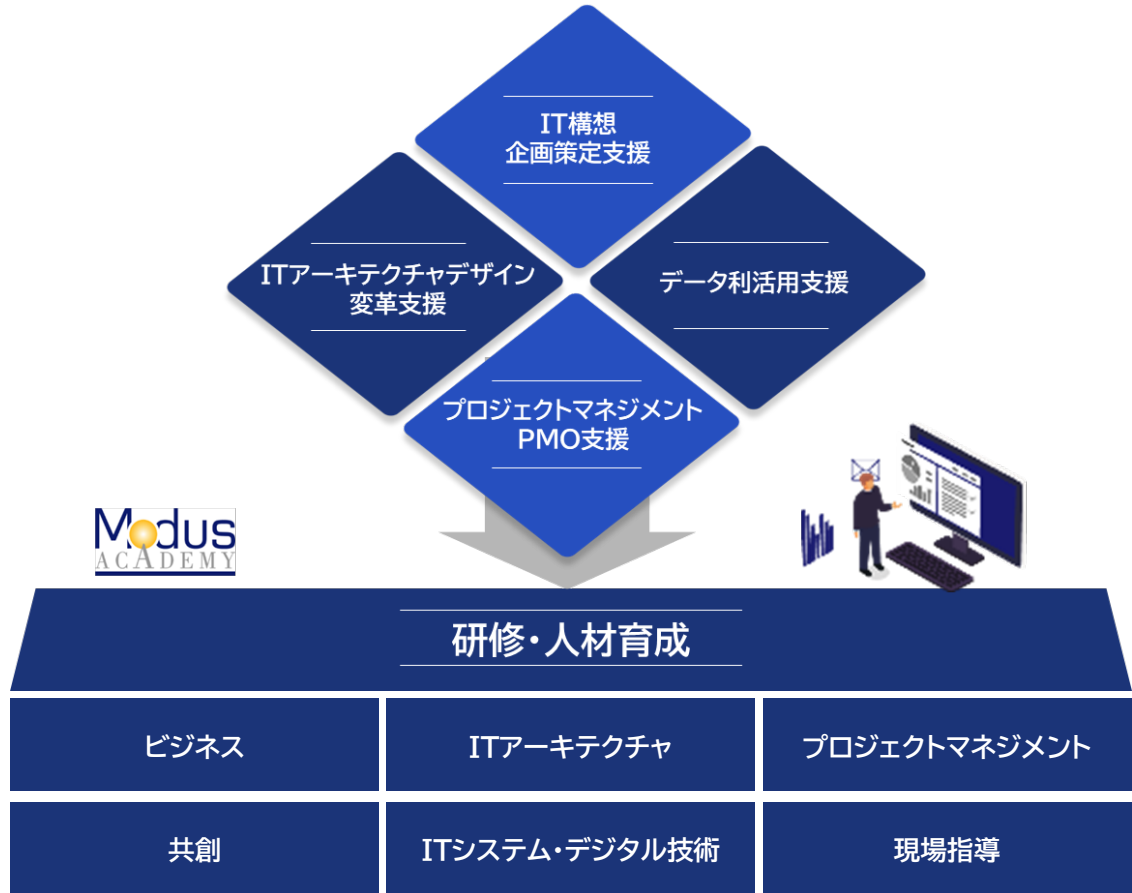 IT構想
企画策定支援
ITアーキテクチャデザイン
変革支援
データ利活用支援
プロジェクトマネジメント
PMO支援
Modus
ACADEMY
研修・人材育成
ビジネス
ITアーキテクチャ
プロジェクトマネジメント
共創
ITシステム・デジタル技術
現場指導